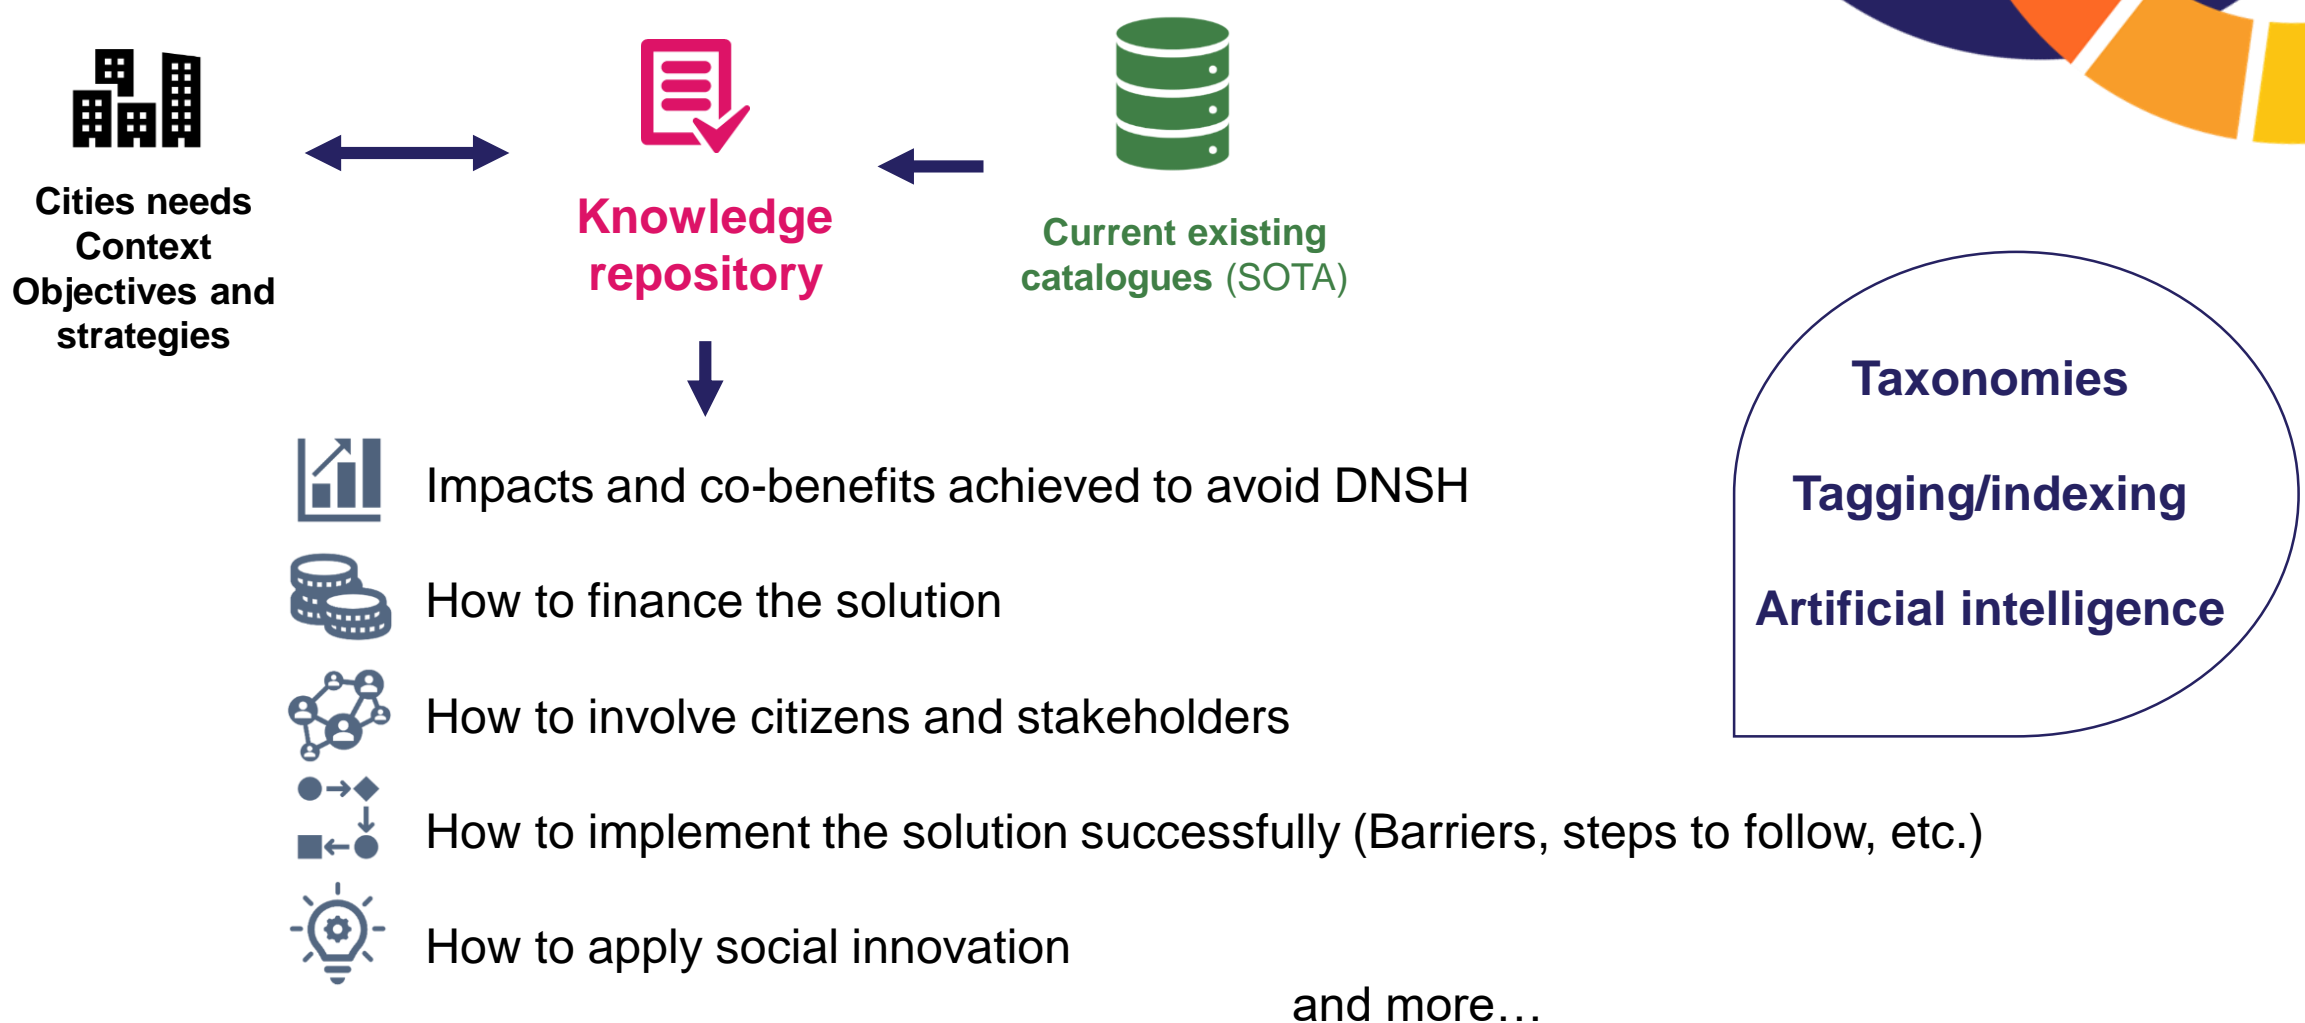 Cities needs
Context
Objectives and
strategies
Knowledge
repository
Current existing
catalogues (SOTA)
Taxonomies
Tagging/indexing
Artificial intelligence
Impacts and co-benefits achieved to avoid DNSH
How to finance the solution
How to involve citizens and stakeholders
How to implement the solution successfully (Barriers, steps to follow, etc.)
How to apply social innovation
and more…